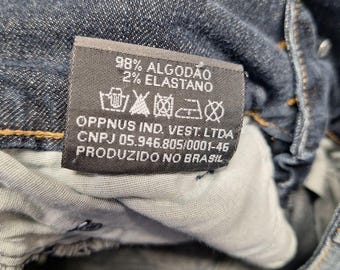 98% ALGODÃO
2% ELASTANO
OPPNUS IND. VEST. LTDA
CNPJ 05.946.805/0001-46
PRODUZIDO NO BRASIL